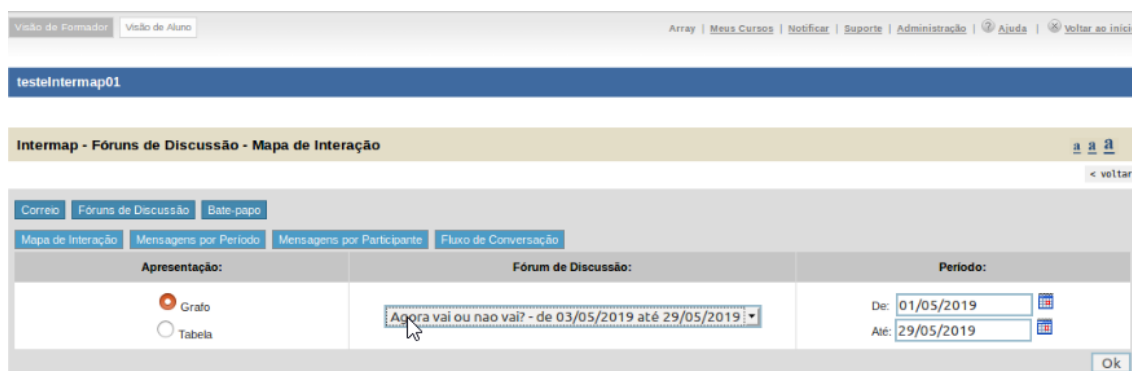 Visão de Formador Visão de Aluno Array | Meus Cursos | Notificar | Suporte | Administração | ? Ajuda | Voltar ao iníci
testeIntermap01
Intermap - Fóruns de Discussão - Mapa de Interação a a a
< voltar
Correio Fóruns de Discussão Bate-papo
Mapa de Interação Mensagens por Período Mensagens por Participante Fluxo de Conversação
Apresentação: Fórum de Discussão: Período:
Grafo De: 01/05/2019
Agora vai ou nao vai? - de 03/05/2019 até 29/05/2019
Tabela Até: 29/05/2019
Ok